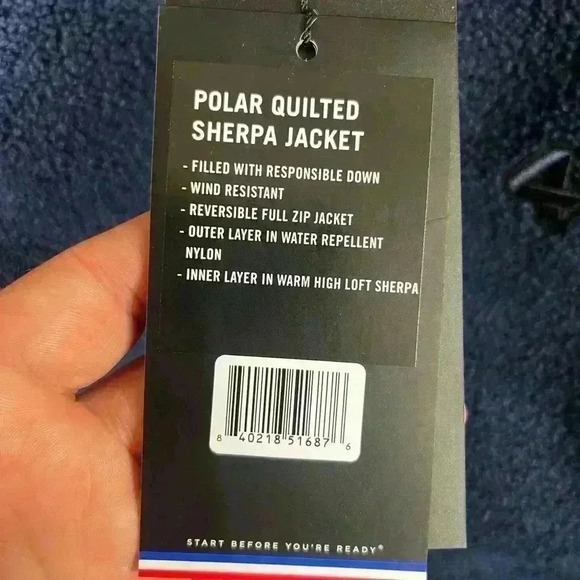 POLAR QUILTED
SHERPA JACKET
- FILLED WITH RESPONSIBLE DOWN
- WIND RESISTANT
- REVERSIBLE FULL ZIP JACKET
- OUTER LAYER IN WATER REPELLENT
NYLON
- INNER LAYER IN WARM HIGH LOFT SHERPA
8 40218 51687 6
START BEFORE YOU'RE READY®